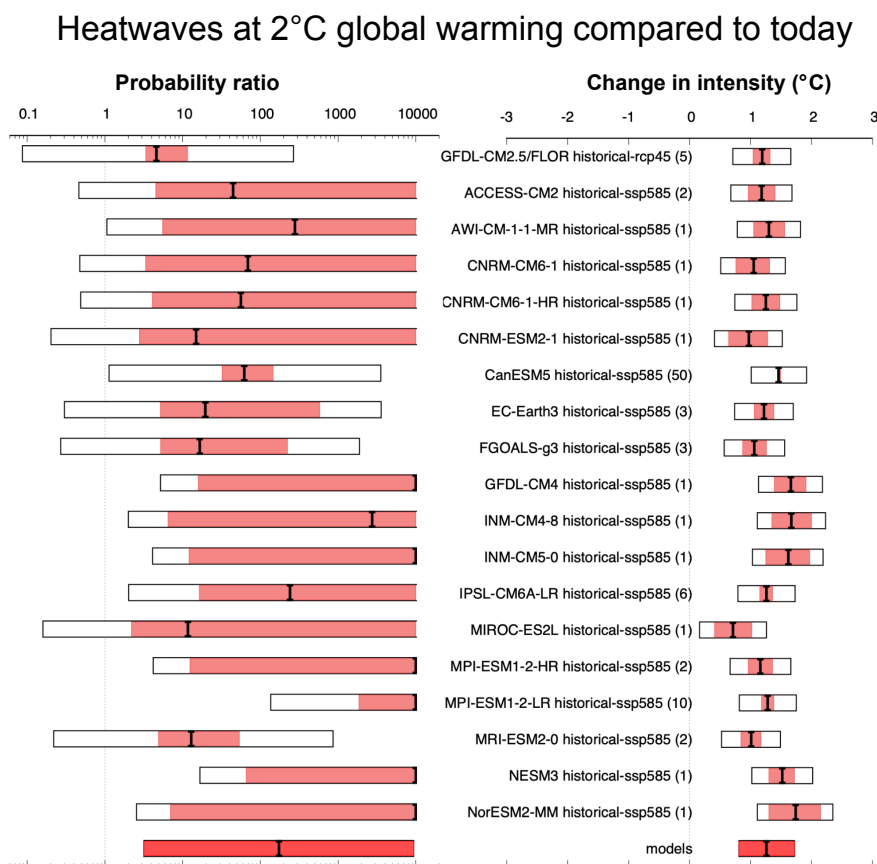 Heatwaves at 2°C global warming compared to today
Probability ratio
Change in intensity (°C)
0.1 1 10 100 1000 10000
-3 -2 -1 0 1 2 3
GFDL-CM2.5/FLOR historical-rcp45 (5)
ACCESS-CM2 historical-ssp585 (2)
AWI-CM-1-1-MR historical-ssp585 (1)
CNRM-CM6-1 historical-ssp585 (1)
CNRM-CM6-1-HR historical-ssp585 (1)
CNRM-ESM2-1 historical-ssp585 (1)
CanESM5 historical-ssp585 (50)
EC-Earth3 historical-ssp585 (3)
FGOALS-g3 historical-ssp585 (3)
GFDL-CM4 historical-ssp585 (1)
INM-CM4-8 historical-ssp585 (1)
INM-CM5-0 historical-ssp585 (1)
IPSL-CM6A-LR historical-ssp585 (6)
MIROC-ES2L historical-ssp585 (1)
MPI-ESM1-2-HR historical-ssp585 (2)
MPI-ESM1-2-LR historical-ssp585 (10)
MRI-ESM2-0 historical-ssp585 (2)
NESM3 historical-ssp585 (1)
NorESM2-MM historical-ssp585 (1)
models